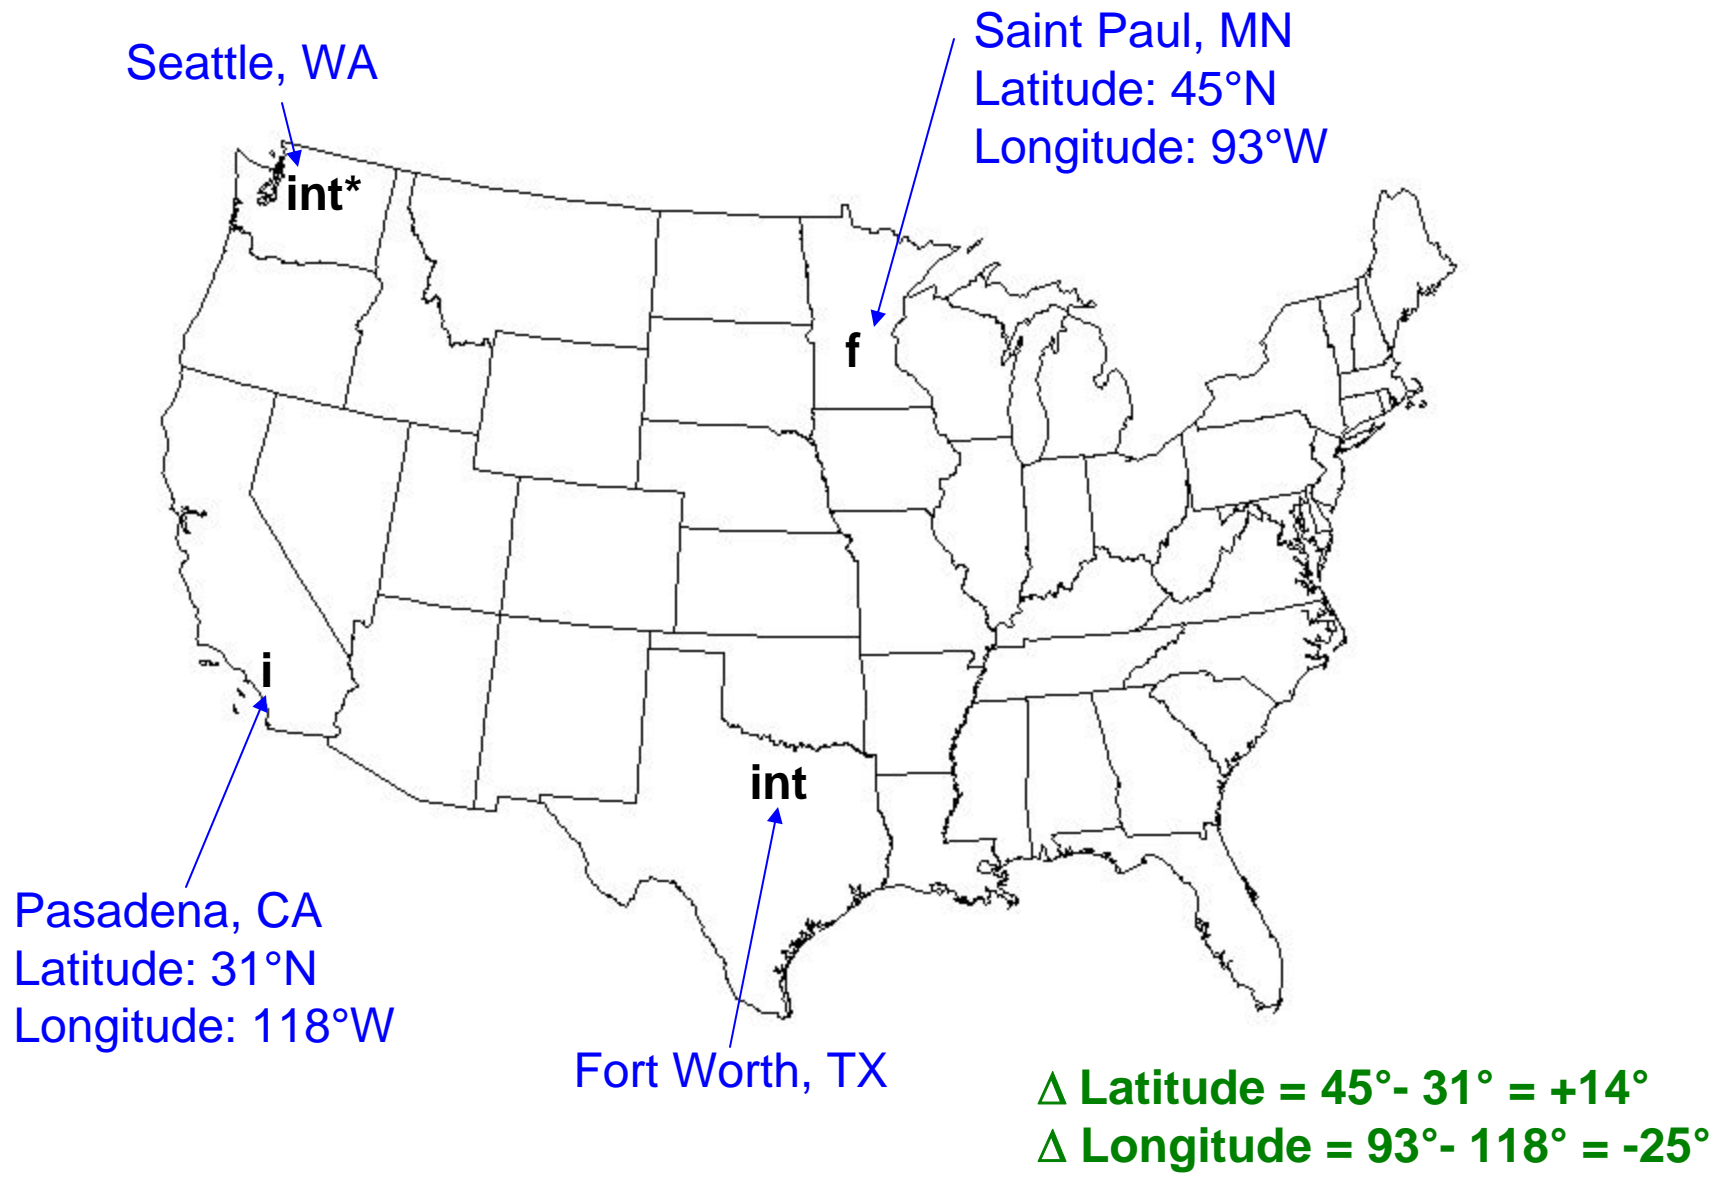 Seattle, WA
Saint Paul, MN
Latitude: 45°N
Longitude: 93°W
int*
f
i
int
Pasadena, CA
Latitude: 31°N
Longitude: 118°W
Fort Worth, TX
Δ Latitude = 45°- 31° = +14°
Δ Longitude = 93°- 118° = -25°